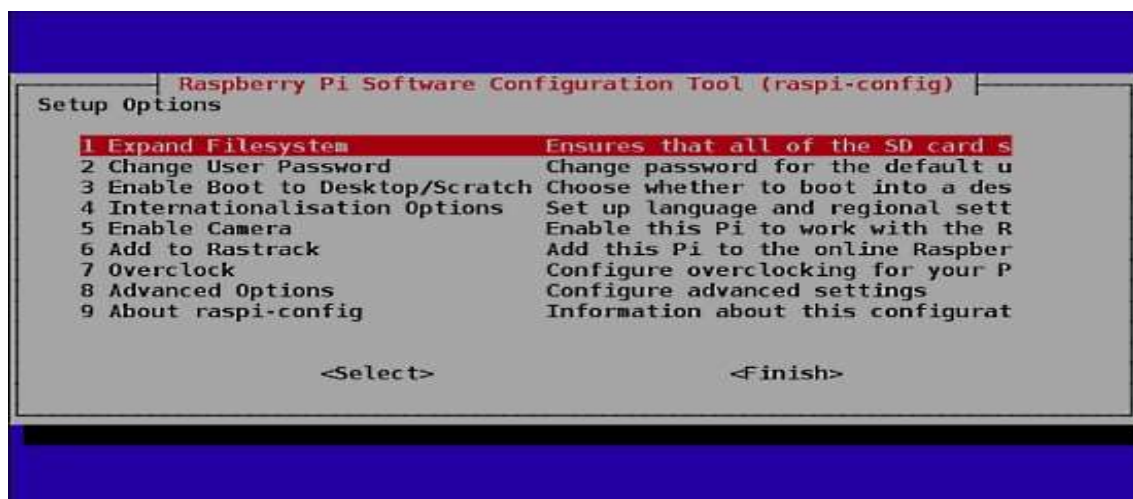 Raspberry Pi Software Configuration Tool (raspi-config)
Setup Options
1 Expand Filesystem Ensures that all of the SD card s
2 Change User Password Change password for the default u
3 Enable Boot to Desktop/Scratch Choose whether to boot into a des
4 Internationalisation Options Set up language and regional sett
5 Enable Camera Enable this Pi to work with the R
6 Add to Rastrack Add this Pi to the online Raspber
7 Overclock Configure overclocking for your P
8 Advanced Options Configure advanced settings
9 About raspi-config Information about this configurat
<Select> <Finish>